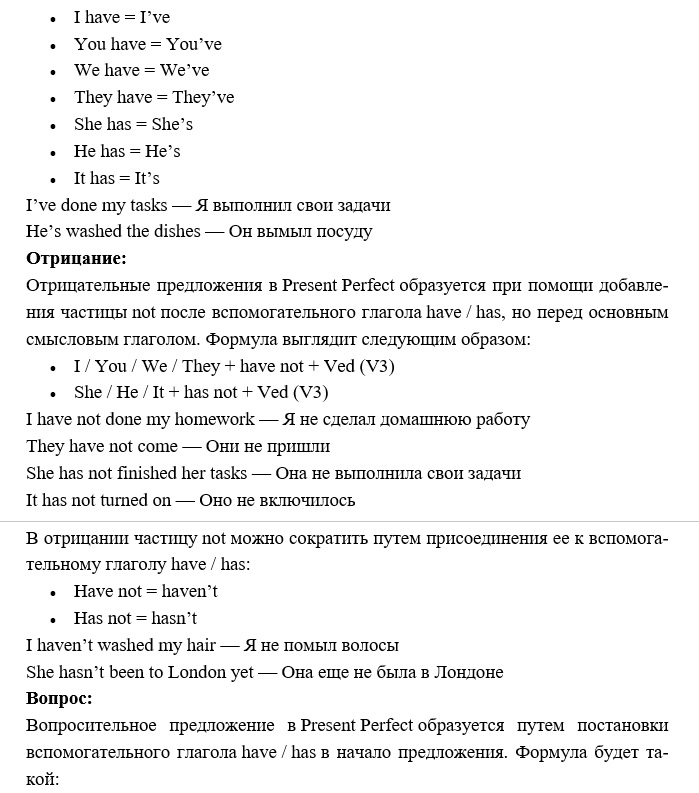 • I have = I’ve
• You have = You’ve
• We have = We’ve
• They have = They’ve
• She has = She’s
• He has = He’s
• It has = It’s
I’ve done my tasks — Я выполнил свои задачи
He’s washed the dishes — Он вымыл посуду
Отрицание:
Отрицательные предложения в Present Perfect образуется при помощи добавле-
ния частицы not после вспомогательного глагола have / has, но перед основным
смысловым глаголом. Формула выглядит следующим образом:
• I / You / We / They + have not + Ved (V3)
• She / He / It + has not + Ved (V3)
I have not done my homework — Я не сделал домашнюю работу
They have not come — Они не пришли
She has not finished her tasks — Она не выполнила свои задачи
It has not turned on — Оно не включилось
В отрицании частицу not можно сократить путем присоединения ее к вспомога-
тельному глаголу have / has:
• Have not = haven’t
• Has not = hasn’t
I haven’t washed my hair — Я не помыл волосы
She hasn’t been to London yet — Она еще не была в Лондоне
Вопрос:
Вопросительное предложение в Present Perfect образуется путем постановки
вспомогательного глагола have / has в начало предложения. Формула будет та-
кой: